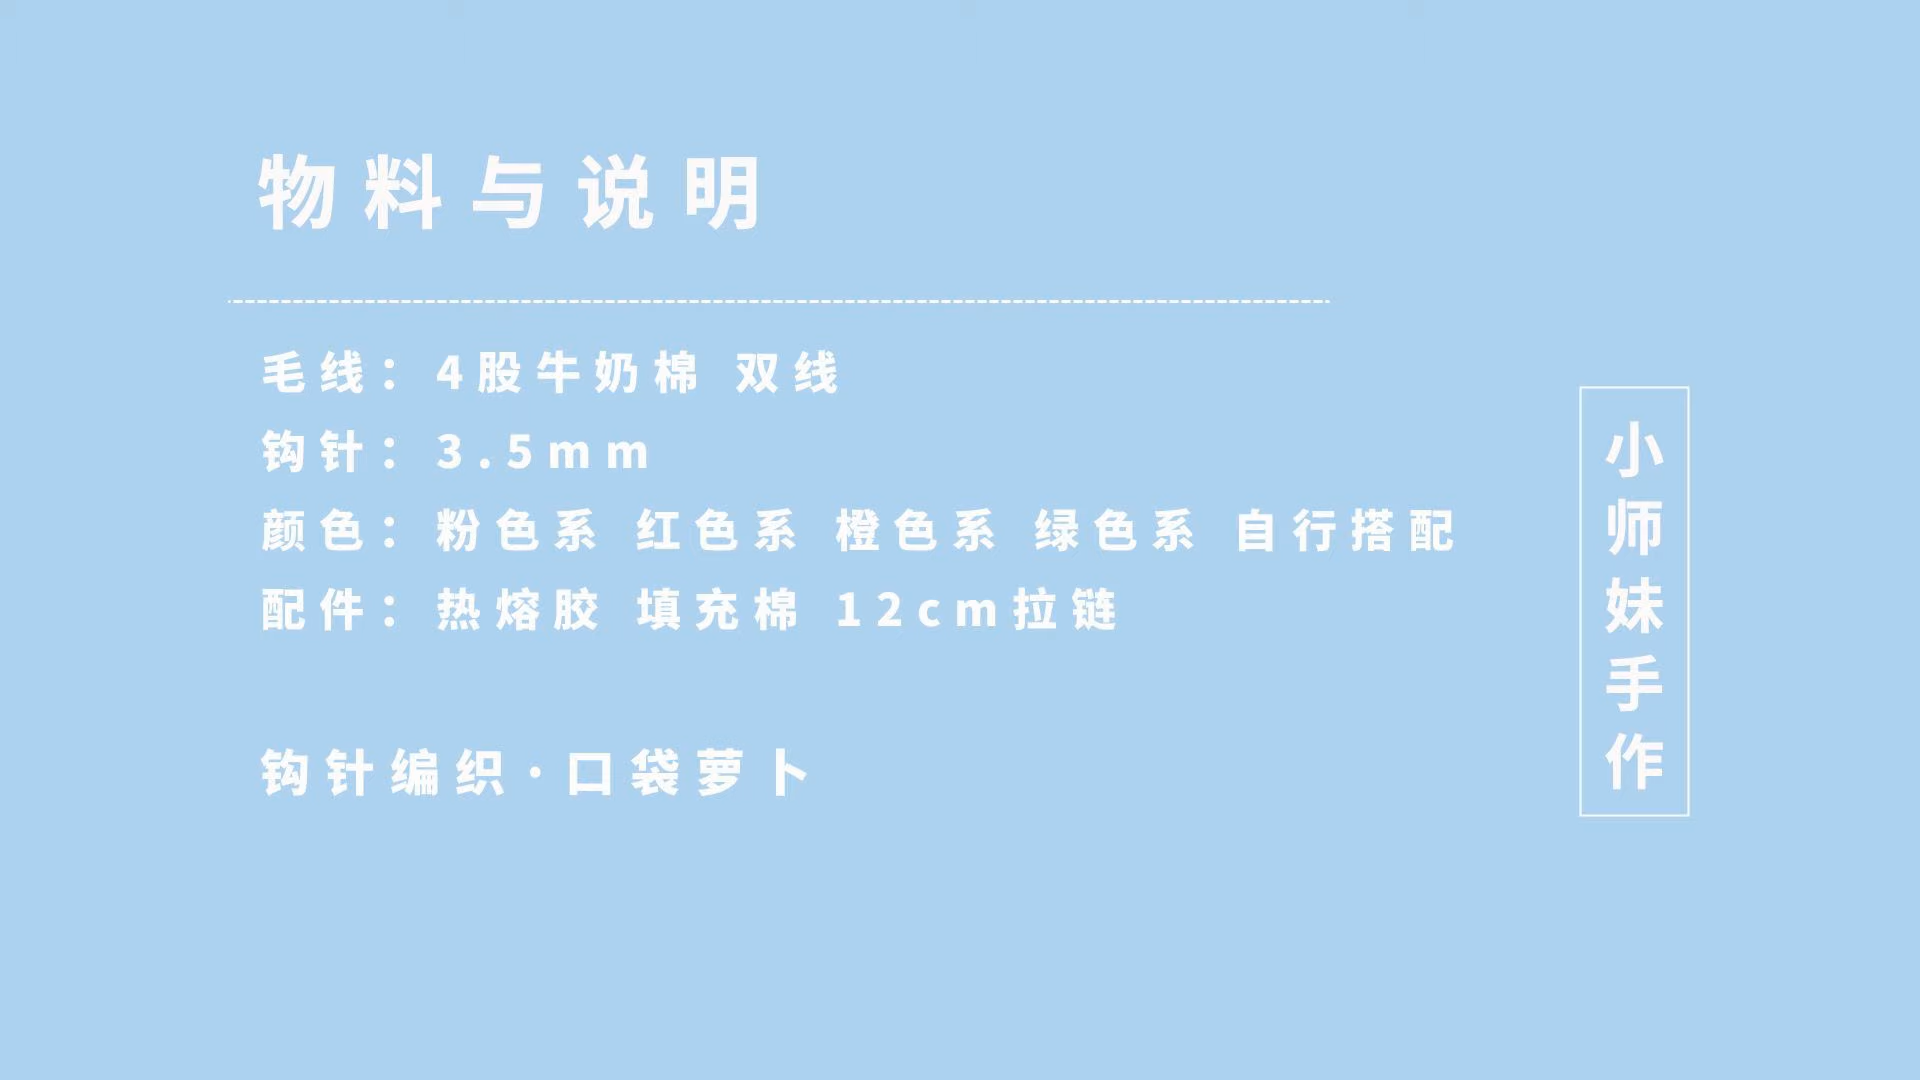 物料与说明
毛线：4股牛奶棉 双线
钩针：3.5mm
颜色：粉色系 红色系 橙色系 绿色系 自行搭配
配件：热熔胶 填充棉 12cm拉链
钩针编织·口袋萝卜
小师妹手作